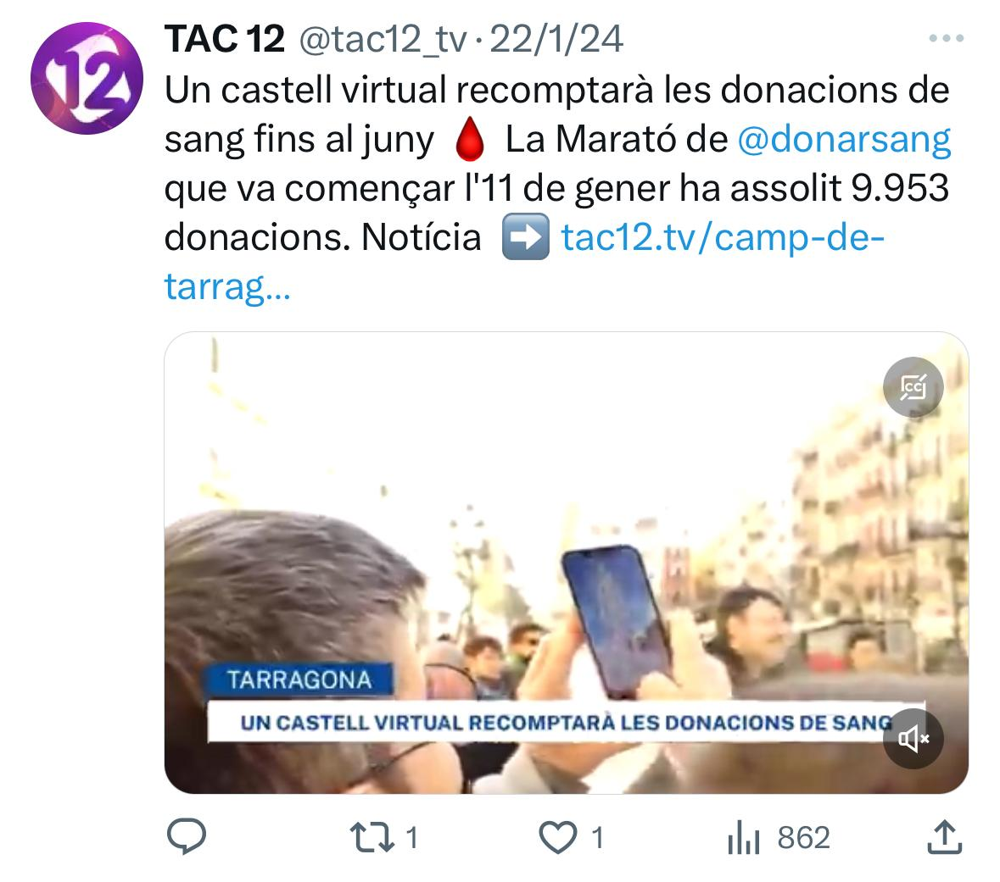 12
TAC 12 @tac12_tv · 22/1/24
Un castell virtual recomptarà les donacions de
sang fins al juny 🩸 La Marató de @donarsang
que va començar l'11 de gener ha assolit 9.953
donacions. Notícia ➡️ tac12.tv/camp-de-
tarrag...
CC
TARRAGONA
UN CASTELL VIRTUAL RECOMPTARÀ LES DONACIONS DE SANG
1 1 862